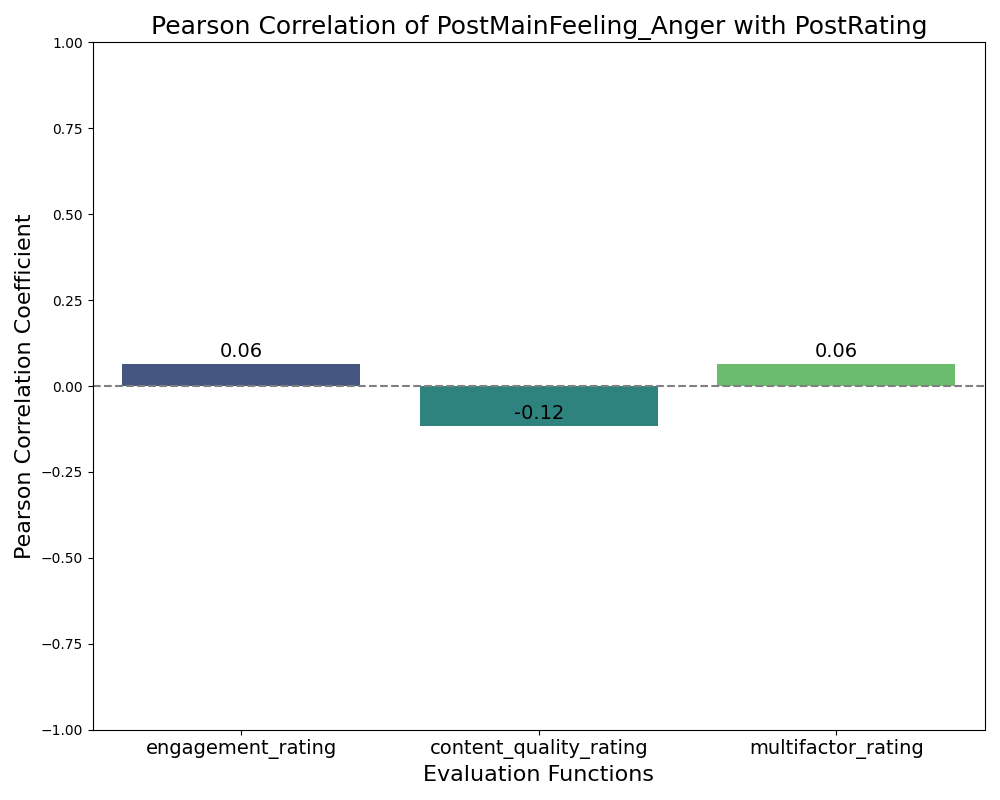 Pearson Correlation of PostMainFeeling_Anger with PostRating
Pearson Correlation Coefficient
1.00
0.75
0.50
0.25
0.00
−0.25
−0.50
−0.75
−1.00
0.06
-0.12
0.06
engagement_rating
content_quality_rating
multifactor_rating
Evaluation Functions